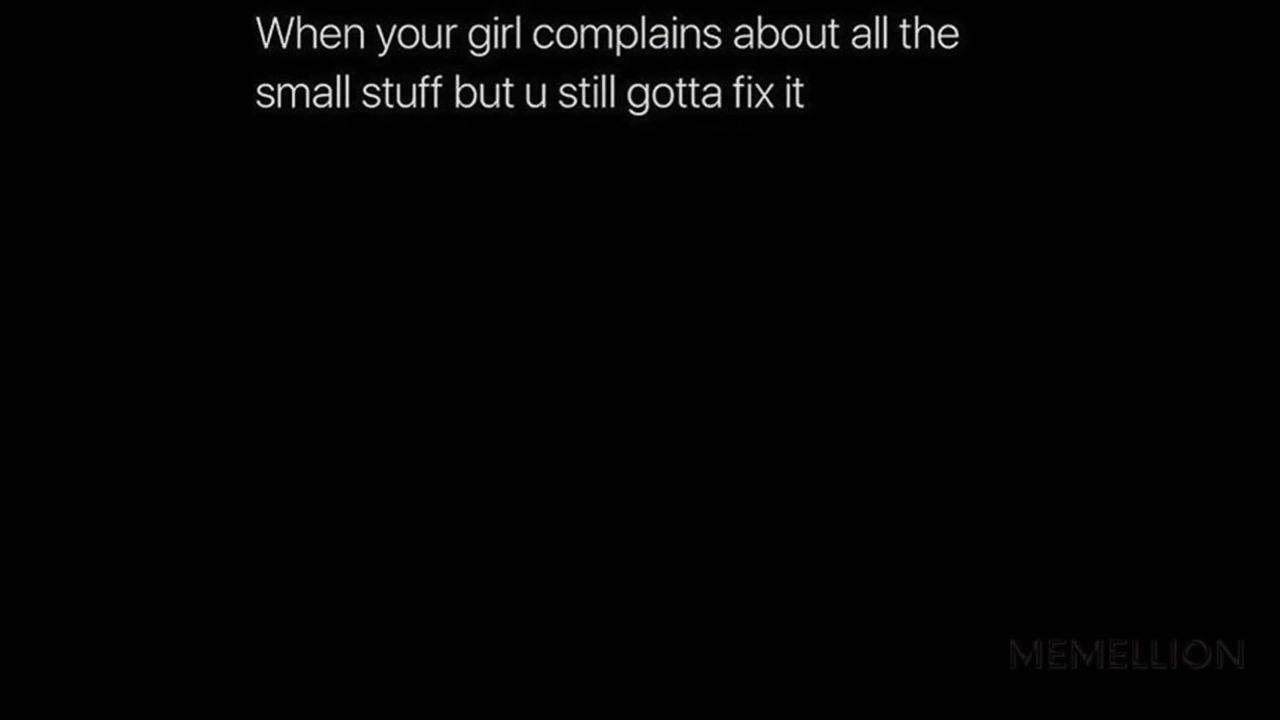 When your girl complains about all the
small stuff but u still gotta fix it
MEMELLION